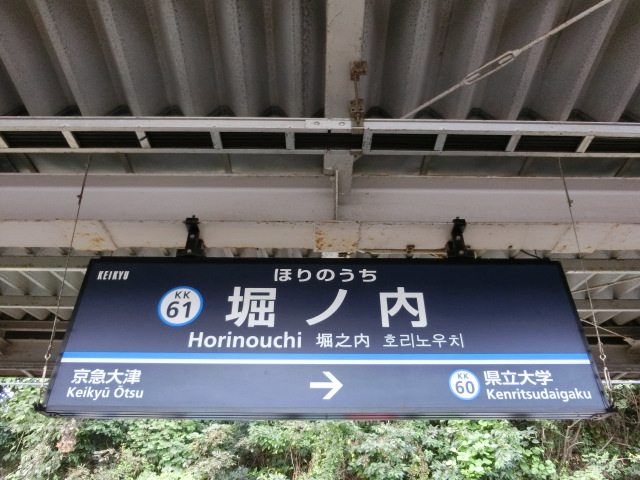 KEIKYU
ほりのうち
KK 61 堀ノ内
Horinouchi 堀之内 호리노우치
京急大津 → KK 60 県立大学
Keikyū Ōtsu Kenritsudaigaku